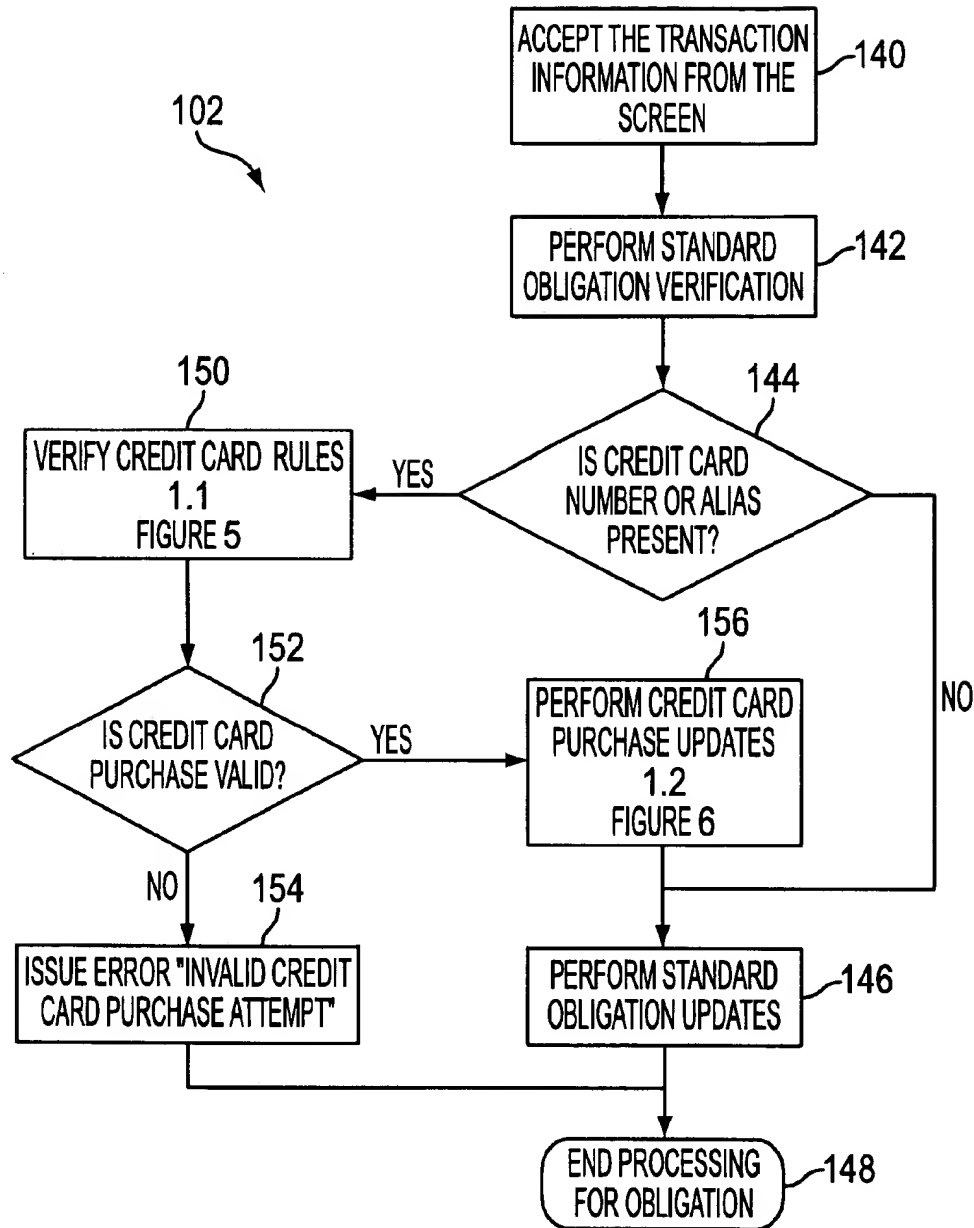 ACCEPT THE TRANSACTION
INFORMATION FROM THE
SCREEN
140
102
PERFORM STANDARD
OBLIGATION VERIFICATION
142
144
IS CREDIT CARD
NUMBER OR ALIAS
PRESENT?
YES
NO
150
VERIFY CREDIT CARD RULES
1.1
FIGURE 5
152
IS CREDIT CARD
PURCHASE VALID?
YES
NO
156
PERFORM CREDIT CARD
PURCHASE UPDATES
1.2
FIGURE 6
154
ISSUE ERROR "INVALID CREDIT
CARD PURCHASE ATTEMPT"
PERFORM STANDARD
OBLIGATION UPDATES
146
END PROCESSING
FOR OBLIGATION
148